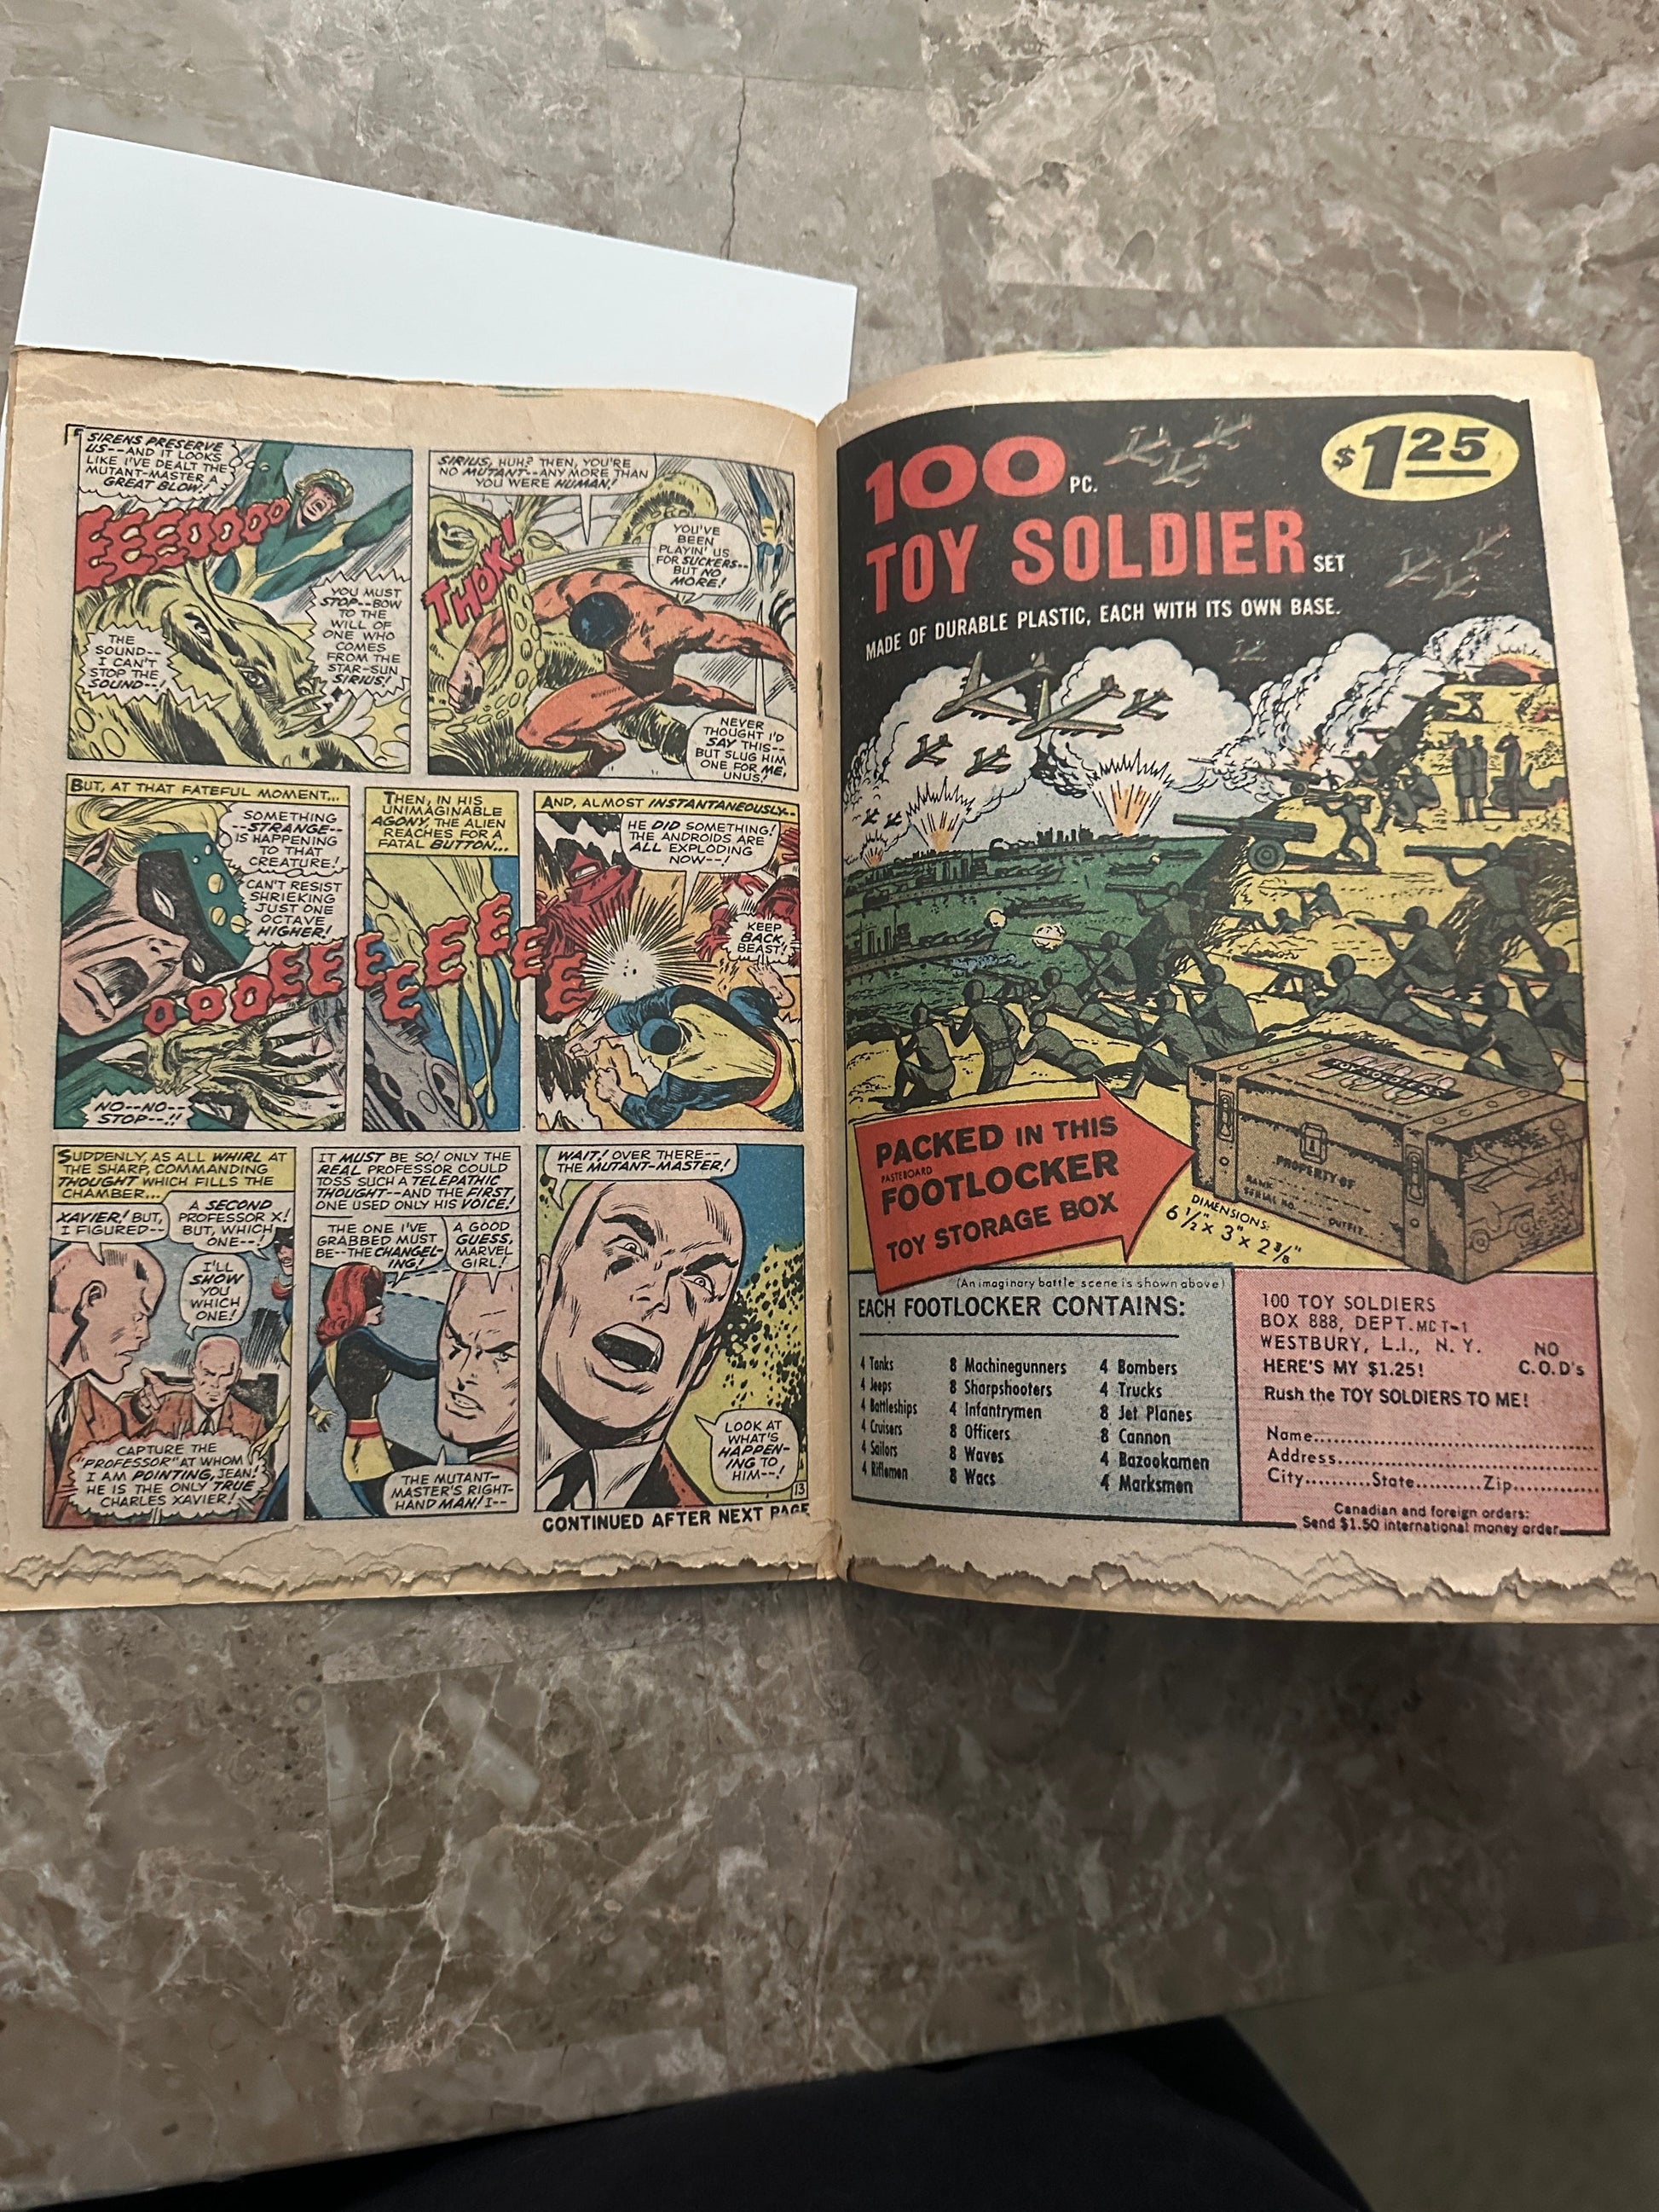 SIRENS PRESERVE
US--AND IT LOOKS
LIKE I'VE DEALT THE
MUTANT-MASTER A
GREAT BLOW!
EEEEOOOO
THE
SOUND--
I CAN'T
STOP THE
SOUND--!
YOU MUST
STOP--BOW
TO THE
WILL OF
ONE WHO
COMES
FROM THE
STAR-SUN
SIRIUS!
SIRIUS, HUH? THEN, YOU'RE
NO MUTANT--ANY MORE THAN
YOU WERE HUMAN!
THOK!
YOU'VE
BEEN
PLAYIN' US
FOR SUCKERS--
BUT NO
MORE!
NEVER
THOUGHT I'D
SAY THIS--
BUT SLUG HIM
ONE FOR ME,
UNUS!
BUT, AT THAT FATEFUL MOMENT...
SOMETHING
--STRANGE--
IS HAPPENING
TO THAT
CREATURE!
CAN'T RESIST
SHRIEKING
JUST ONE
OCTAVE
HIGHER!
OOOOEEEEEEEEEE
NO--NO--
STOP--!!
THEN, IN HIS
UNIMAGINABLE
AGONY, THE ALIEN
REACHES FOR A
FATAL BUTTON...
AND, ALMOST INSTANTANEOUSLY--
HE DID SOMETHING!
THE ANDROIDS ARE
ALL EXPLODING
NOW--!
KEEP
BACK,
BEAST!
SUDDENLY, AS ALL WHIRL AT
THE SHARP, COMMANDING
THOUGHT WHICH FILLS THE
CHAMBER...
XAVIER! BUT,
I FIGURED--
A SECOND
PROFESSOR X!
BUT, WHICH
ONE--!
I'LL
SHOW
YOU
WHICH
ONE!
CAPTURE THE
"PROFESSOR" AT WHOM
I AM POINTING, JEAN!
HE IS THE ONLY TRUE
CHARLES XAVIER!
IT MUST BE SO! ONLY THE
REAL PROFESSOR COULD
TOSS SUCH A TELEPATHIC
THOUGHT--AND THE FIRST
ONE USED ONLY HIS VOICE!
THE ONE I'VE
GRABBED MUST
BE--THE CHANGEL-
ING!
A GOOD
GUESS,
MARVEL
GIRL!
THE MUTANT-
MASTER'S RIGHT-
HAND MAN! I--
WAIT! OVER THERE--
THE MUTANT-MASTER!
LOOK AT
WHAT'S
HAPPEN-
ING TO
HIM--!
13
CONTINUED AFTER NEXT PAGE
100 PC.
TOY SOLDIER SET
$1 25
MADE OF DURABLE PLASTIC, EACH WITH ITS OWN BASE.
PACKED IN THIS
PASTEBOARD
FOOTLOCKER
TOY STORAGE BOX
TOY SOLDIERS
PROPERTY OF
RANK
SERIAL NO. OUTFIT
DIMENSIONS:
6 1/2" x 3" x 2 3/8"
(An imaginary battle scene is shown above)
EACH FOOTLOCKER CONTAINS:
4 Tanks
4 Jeeps
4 Battleships
4 Cruisers
4 Sailors
4 Riflemen
8 Machinegunners
8 Sharpshooters
4 Infantrymen
8 Officers
8 Waves
8 Wacs
4 Bombers
4 Trucks
8 Jet Planes
8 Cannon
4 Bazookamen
4 Marksmen
100 TOY SOLDIERS
BOX 888, DEPT. MCT-1
WESTBURY, L.I., N. Y.
HERE'S MY $1.25!
NO
C.O.D's
Rush the TOY SOLDIERS TO ME!
Name
Address
City.........State.........Zip.........
Canadian and foreign orders:
Send $1.50 international money order